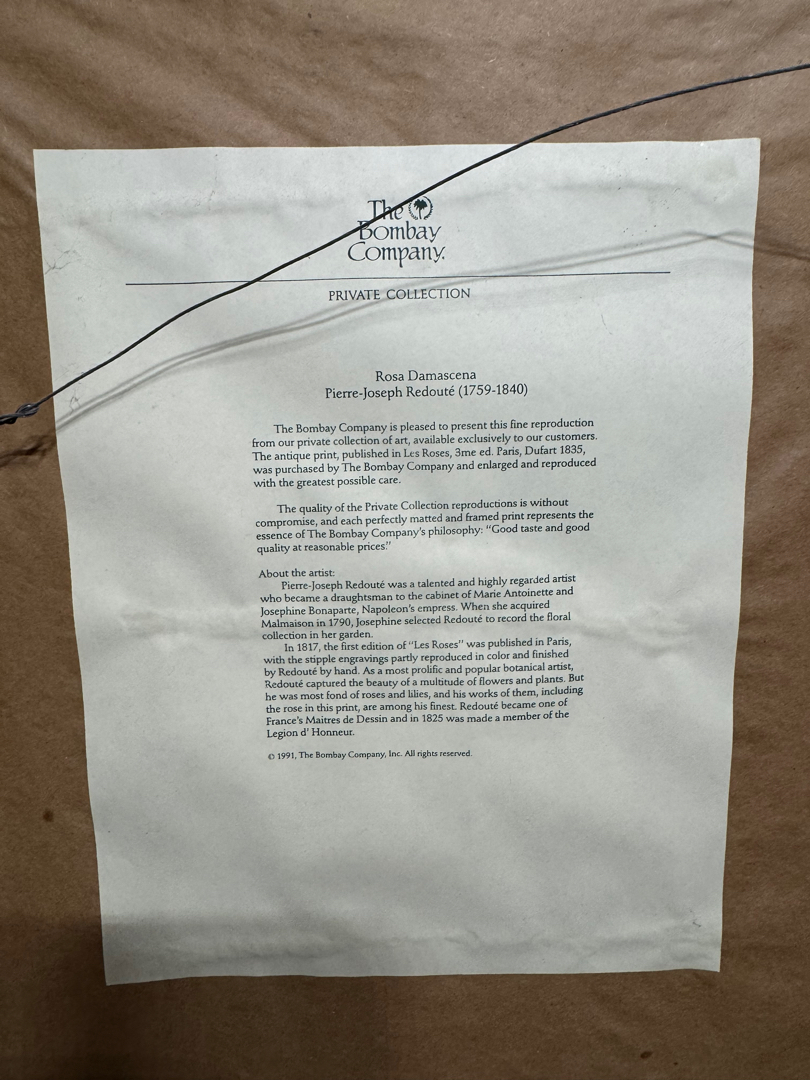 The
Bombay
Company.
PRIVATE COLLECTION
Rosa Damascena
Pierre-Joseph Redouté (1759-1840)
The Bombay Company is pleased to present this fine reproduction
from our private collection of art, available exclusively to our customers.
The antique print, published in Les Roses, 3me ed. Paris, Dufart 1835,
was purchased by The Bombay Company and enlarged and reproduced
with the greatest possible care.
The quality of the Private Collection reproductions is without
compromise, and each perfectly matted and framed print represents the
essence of The Bombay Company's philosophy: "Good taste and good
quality at reasonable prices."
About the artist:
Pierre-Joseph Redouté was a talented and highly regarded artist
who became a draughtsman to the cabinet of Marie Antoinette and
Josephine Bonaparte, Napoleon's empress. When she acquired
Malmaison in 1790, Josephine selected Redouté to record the floral
collection in her garden.
In 1817, the first edition of "Les Roses" was published in Paris,
with the stipple engravings partly reproduced in color and finished
by Redouté by hand. As a most prolific and popular botanical artist,
Redouté captured the beauty of a multitude of flowers and plants. But
he was most fond of roses and lilies, and his works of them, including
the rose in this print, are among his finest. Redouté became one of
France's Maitres de Dessin and in 1825 was made a member of the
Legion d' Honneur.
© 1991, The Bombay Company, Inc. All rights reserved.